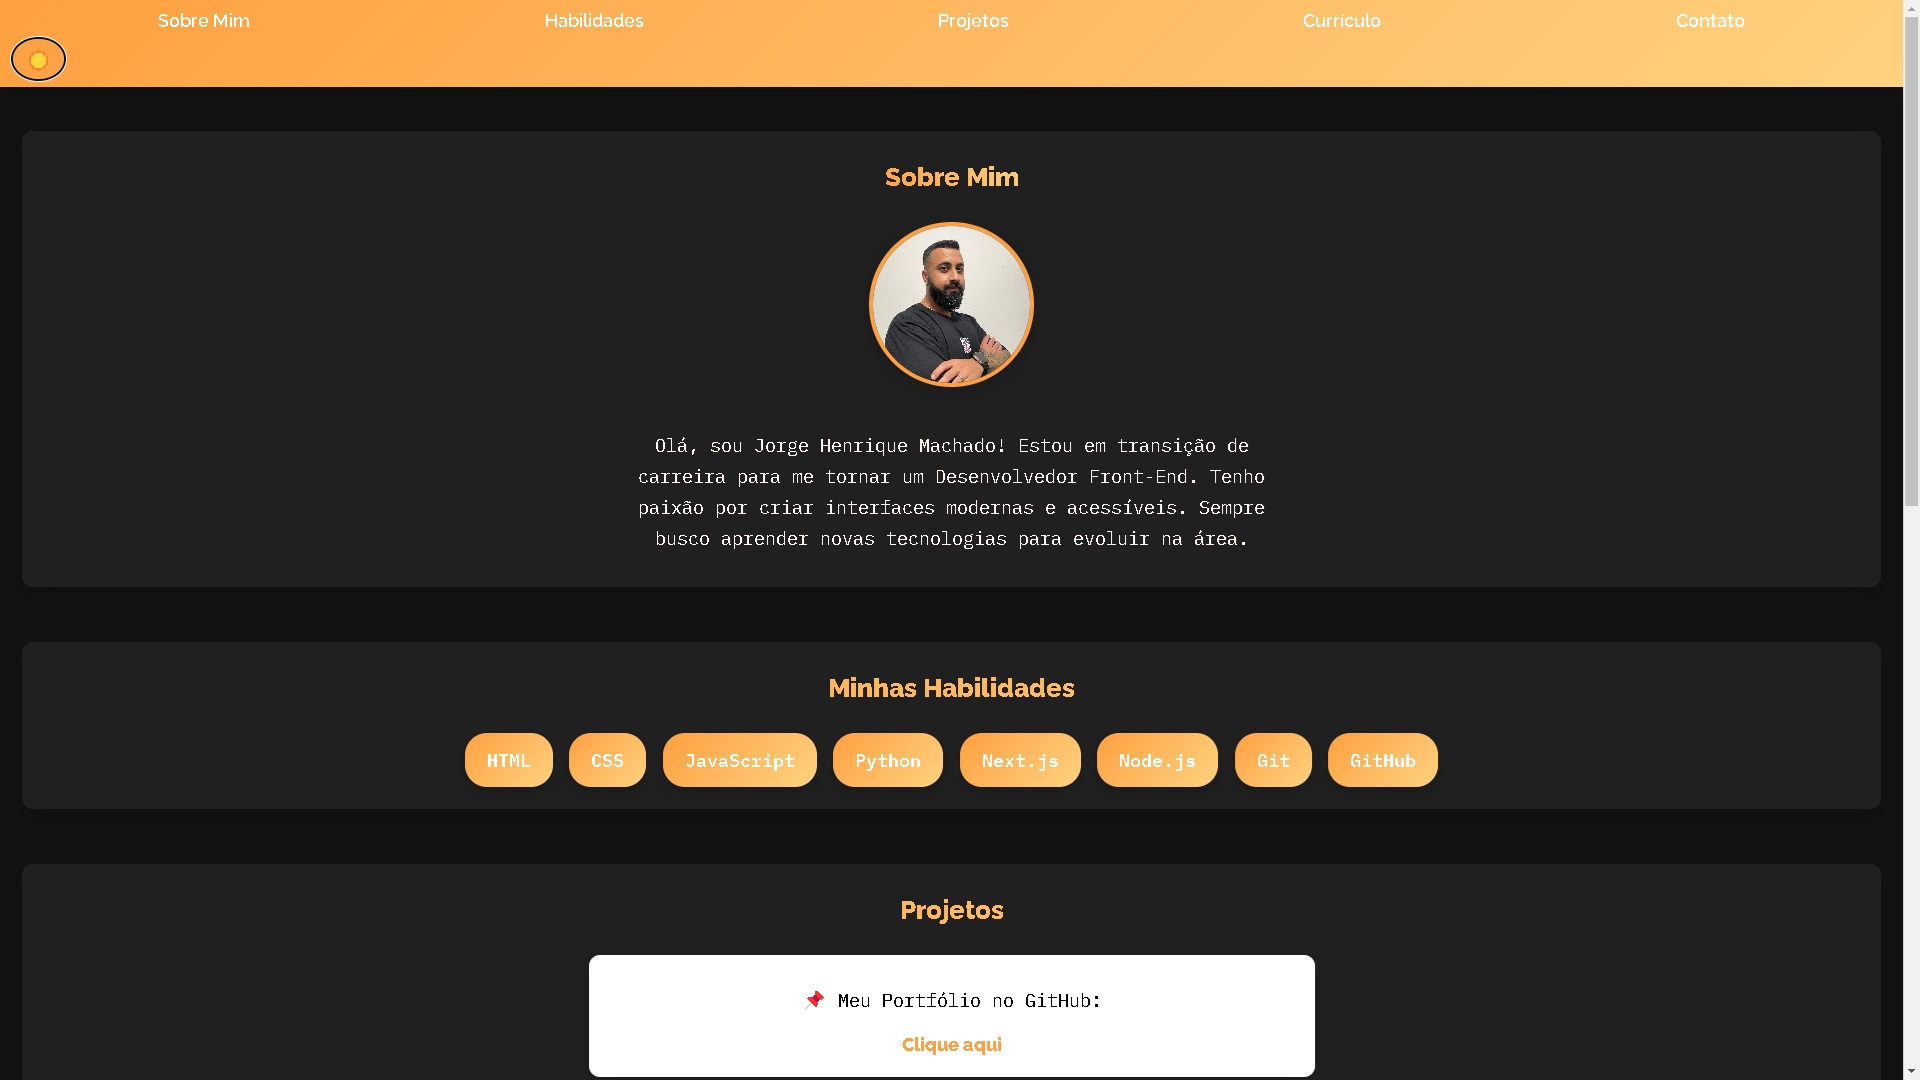 Sobre Mim
Habilidades
Projetos
Currículo
Contato
Sobre Mim
Olá, sou Jorge Henrique Machado! Estou em transição de
carreira para me tornar um Desenvolvedor Front-End. Tenho
paixão por criar interfaces modernas e acessíveis. Sempre
busco aprender novas tecnologias para evoluir na área.
Minhas Habilidades
HTML
CSS
JavaScript
Python
Next.js
Node.js
Git
GitHub
Projetos
📌 Meu Portfólio no GitHub:
Clique aqui